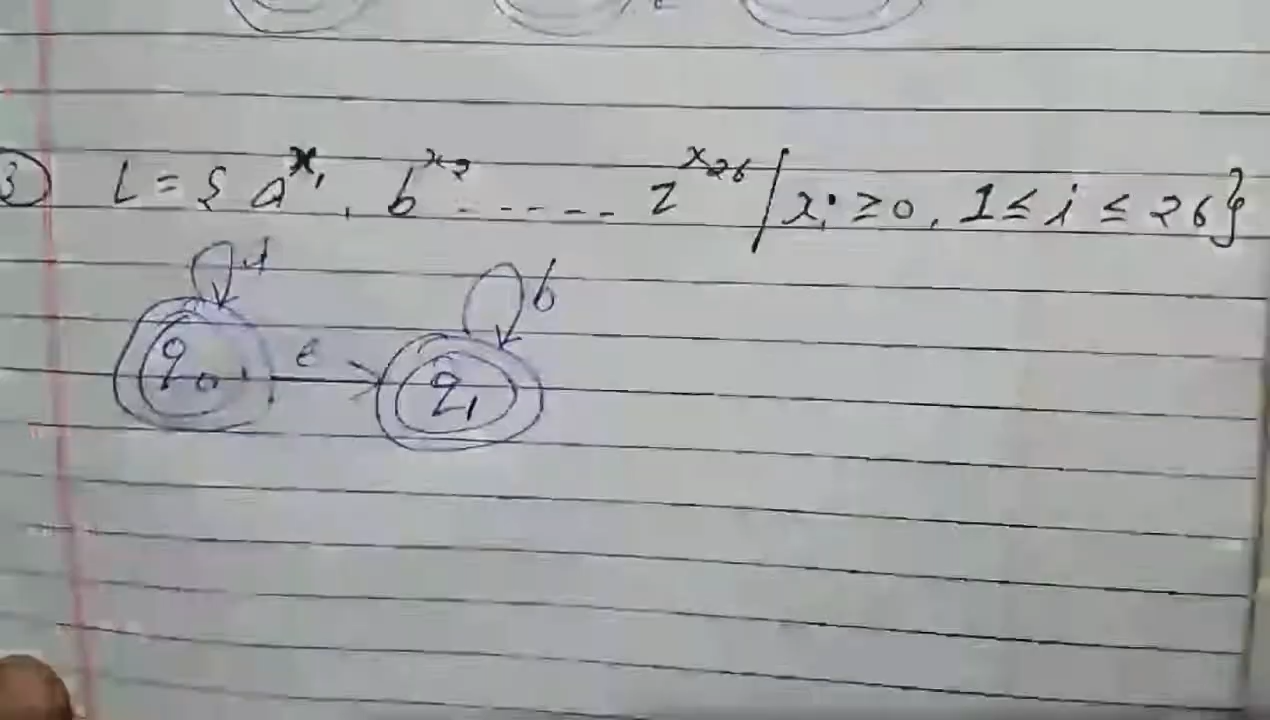 3) L = { a^x1, b^x2 ----- z^x26 / xi ≥ 0, 1 ≤ i ≤ 26}
a b
q0 ε q1